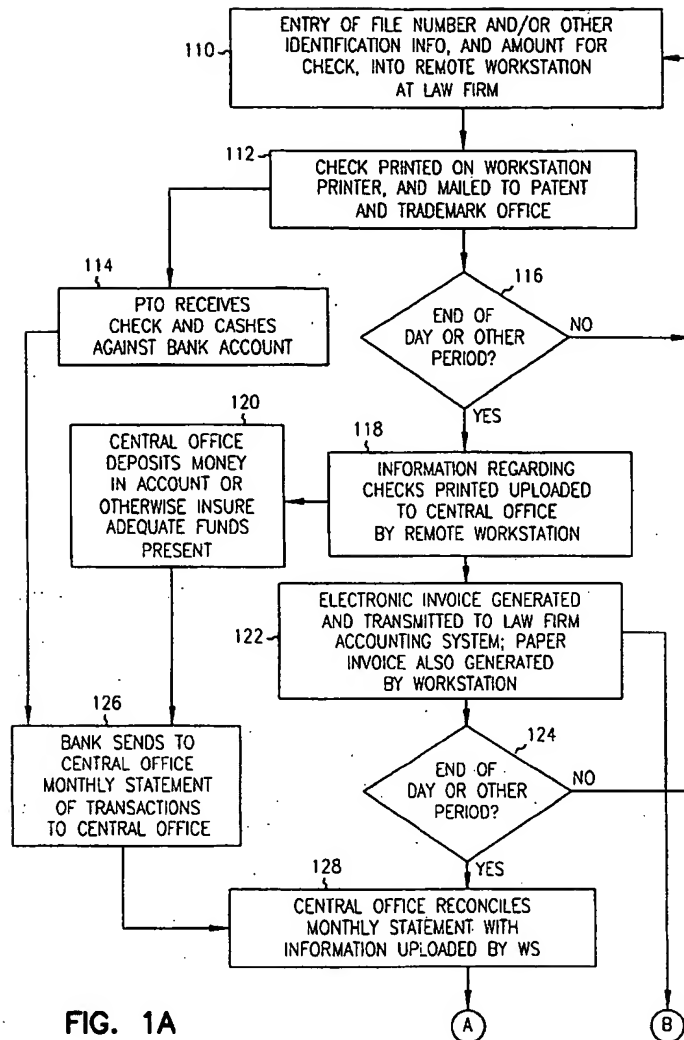 110
ENTRY OF FILE NUMBER AND/OR OTHER
IDENTIFICATION INFO, AND AMOUNT FOR
CHECK, INTO REMOTE WORKSTATION
AT LAW FIRM
112
CHECK PRINTED ON WORKSTATION
PRINTER, AND MAILED TO PATENT
AND TRADEMARK OFFICE
114
PTO RECEIVES
CHECK AND CASHES
AGAINST BANK ACCOUNT
116
END OF
DAY OR OTHER
PERIOD?
NO
YES
118
INFORMATION REGARDING
CHECKS PRINTED UPLOADED
TO CENTRAL OFFICE
BY REMOTE WORKSTATION
120
CENTRAL OFFICE
DEPOSITS MONEY
IN ACCOUNT OR
OTHERWISE INSURE
ADEQUATE FUNDS
PRESENT
122
ELECTRONIC INVOICE GENERATED
AND TRANSMITTED TO LAW FIRM
ACCOUNTING SYSTEM; PAPER
INVOICE ALSO GENERATED
BY WORKSTATION
124
END OF
DAY OR OTHER
PERIOD?
NO
YES
126
BANK SENDS TO
CENTRAL OFFICE
MONTHLY STATEMENT
OF TRANSACTIONS
TO CENTRAL OFFICE
128
CENTRAL OFFICE RECONCILES
MONTHLY STATEMENT WITH
INFORMATION UPLOADED BY WS
FIG. 1A
A
B